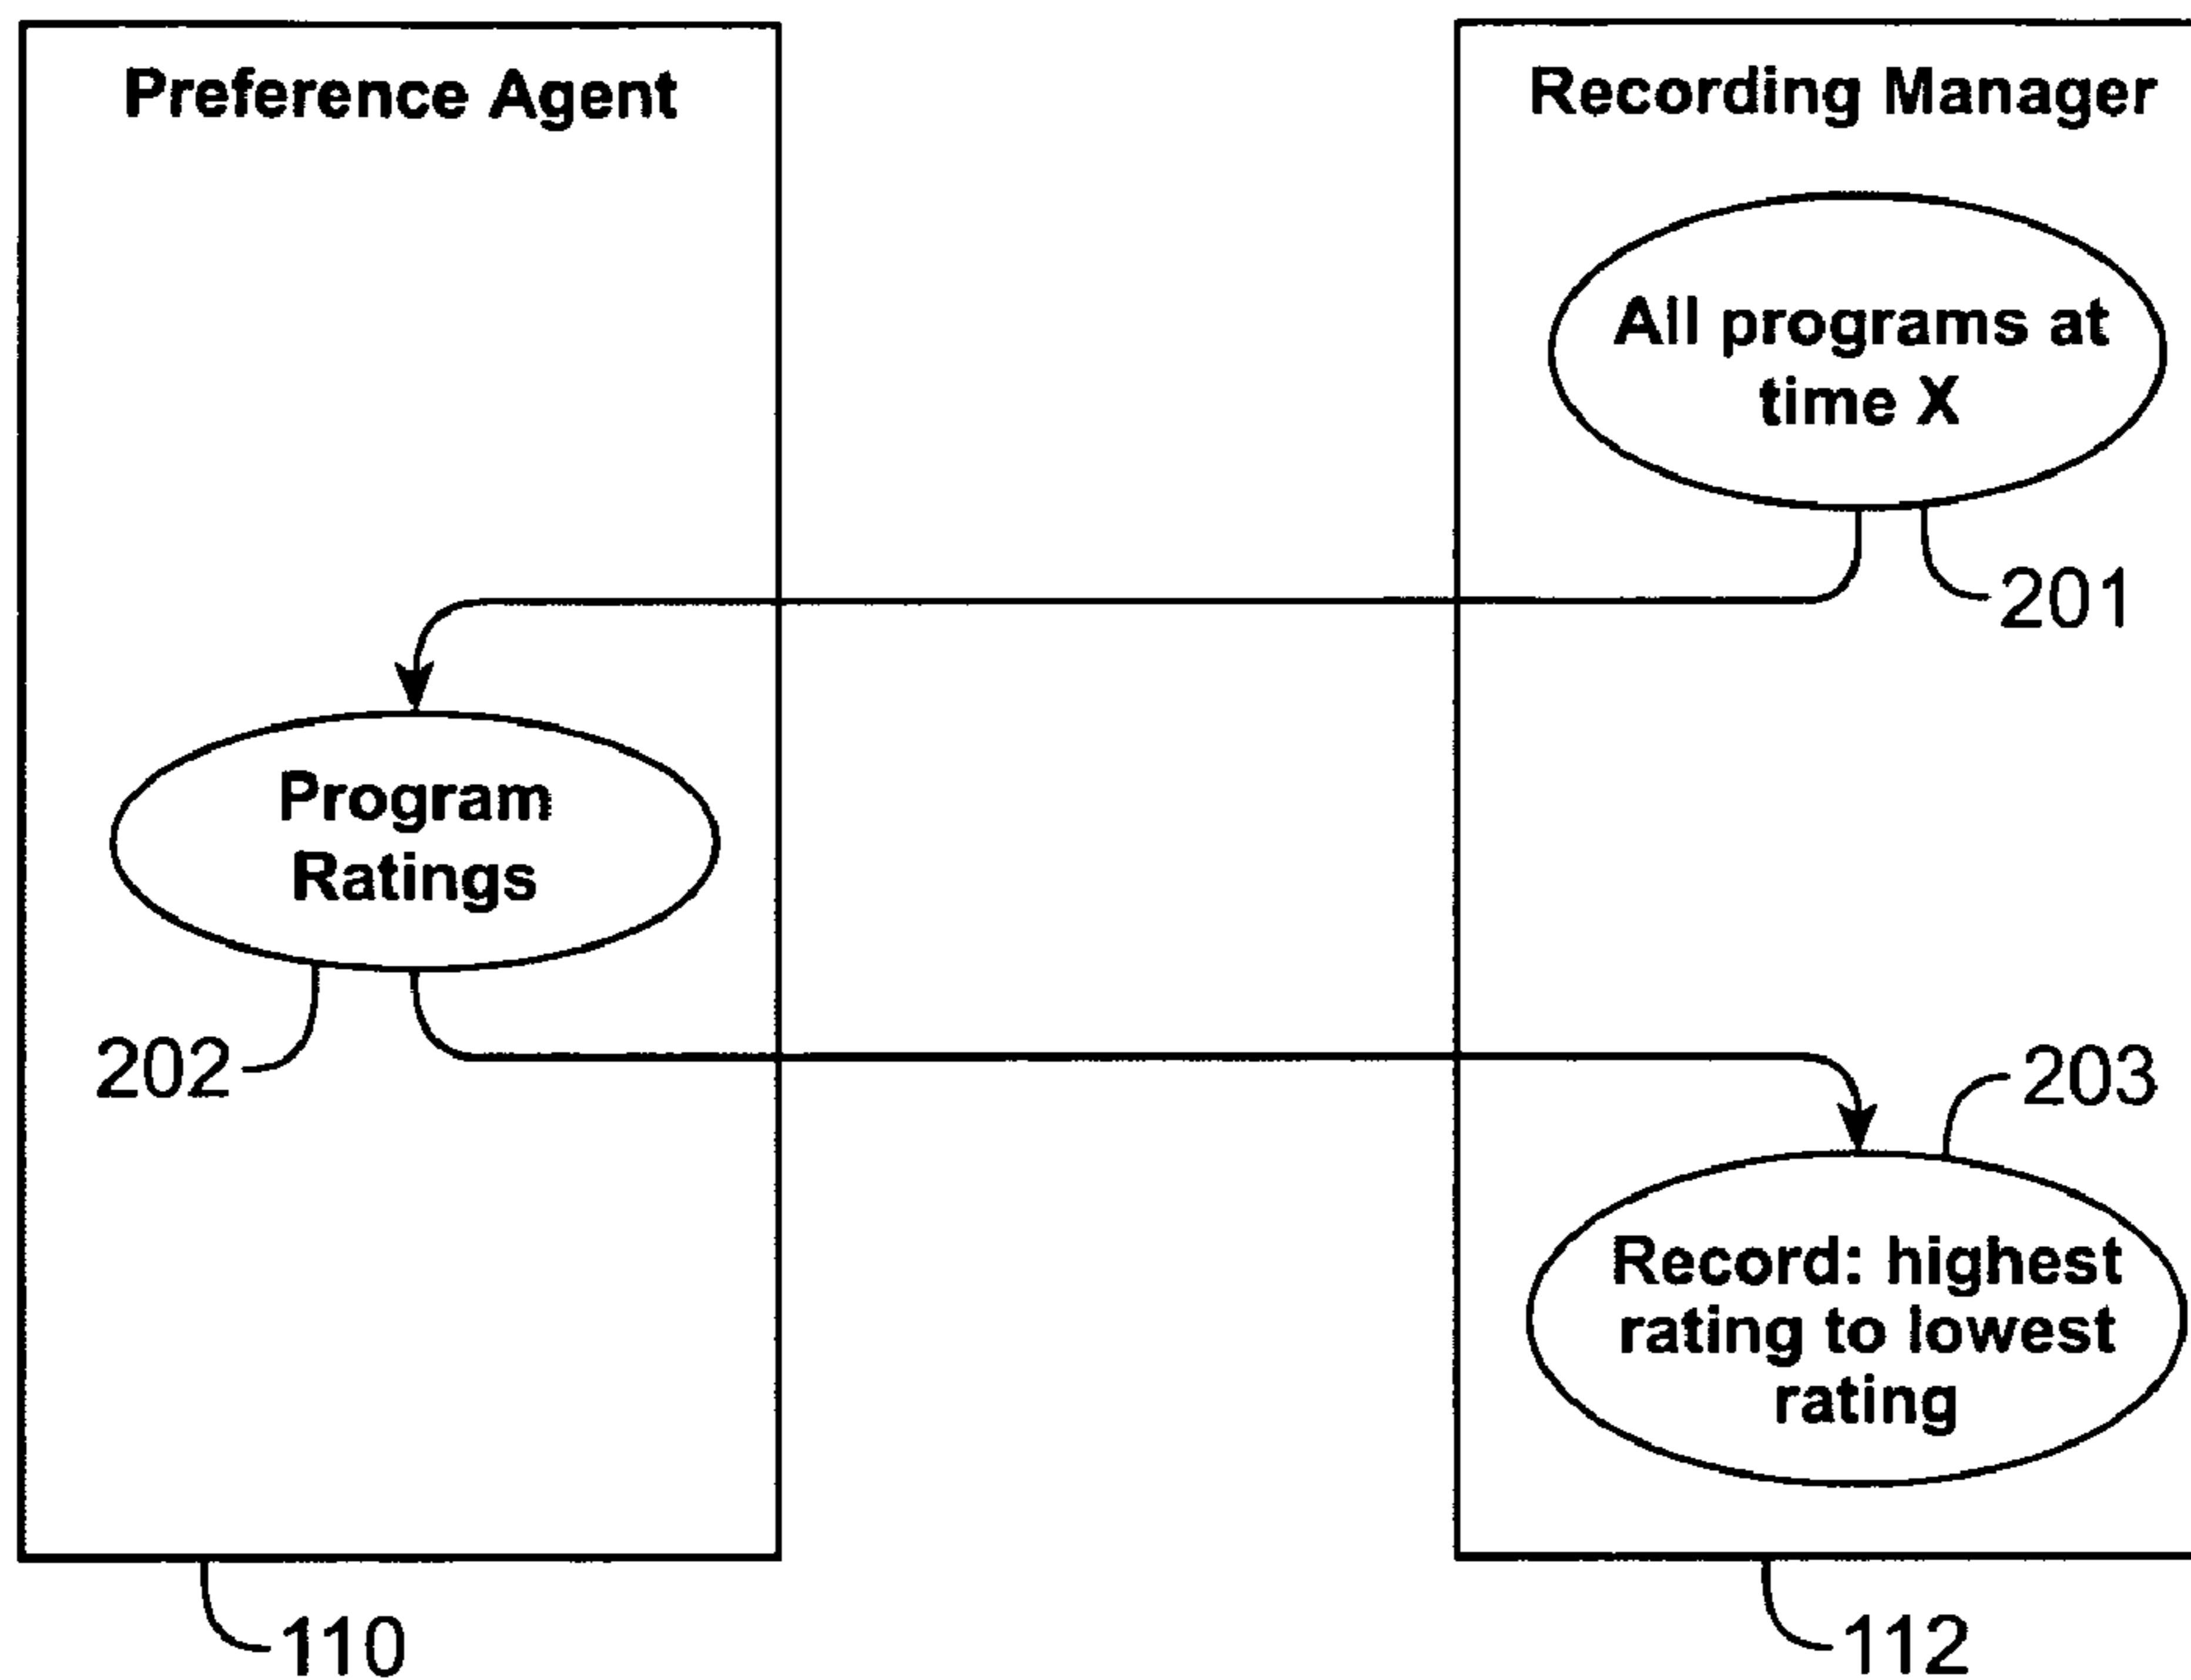 Preference Agent
Recording Manager
All programs at
time X
201
Program
Ratings
202
203
Record: highest
rating to lowest
rating
110
112